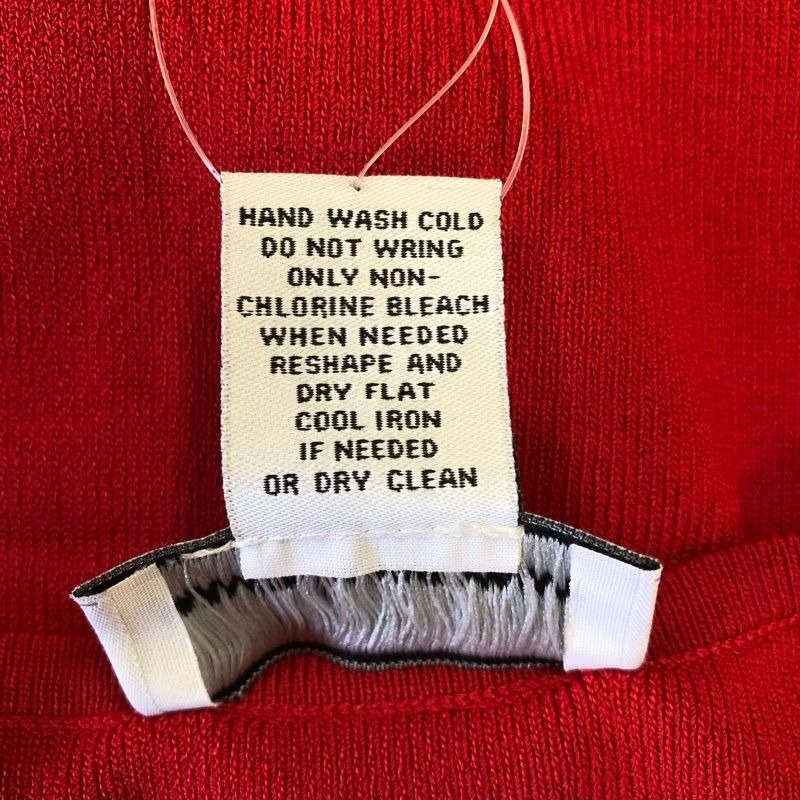 HAND WASH COLD
DO NOT WRING
ONLY NON-
CHLORINE BLEACH
WHEN NEEDED
RESHAPE AND
DRY FLAT
COOL IRON
IF NEEDED
OR DRY CLEAN